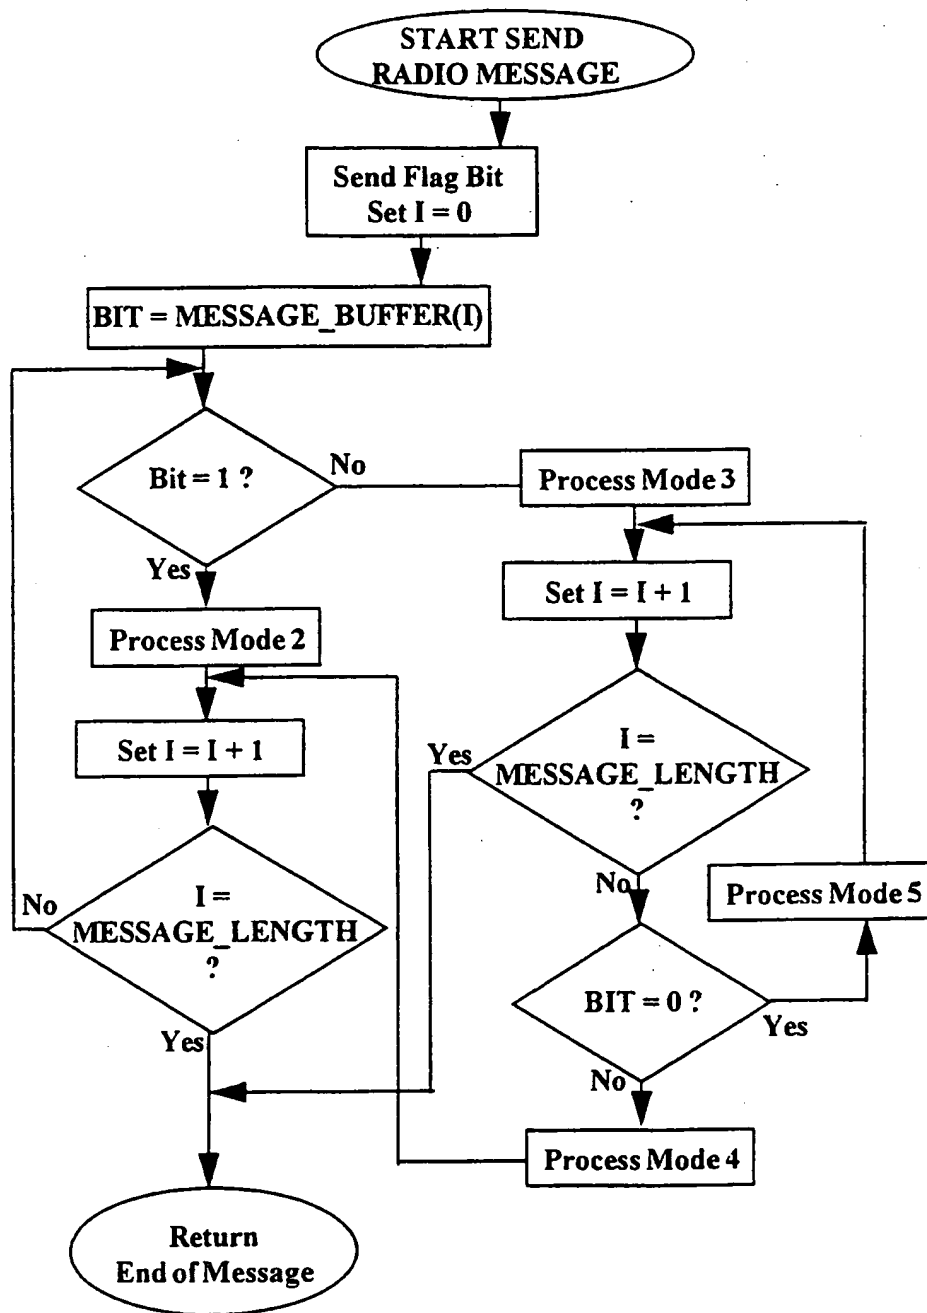 START SEND
RADIO MESSAGE
Send Flag Bit
Set I = 0
BIT = MESSAGE_BUFFER(I)
Bit = 1 ?
No
Yes
Process Mode 3
Set I = I + 1
Process Mode 2
Set I = I + 1
Yes
I =
MESSAGE_LENGTH
?
No
No
I =
MESSAGE_LENGTH
?
Yes
Process Mode 5
BIT = 0 ?
Yes
No
Process Mode 4
Return
End of Message